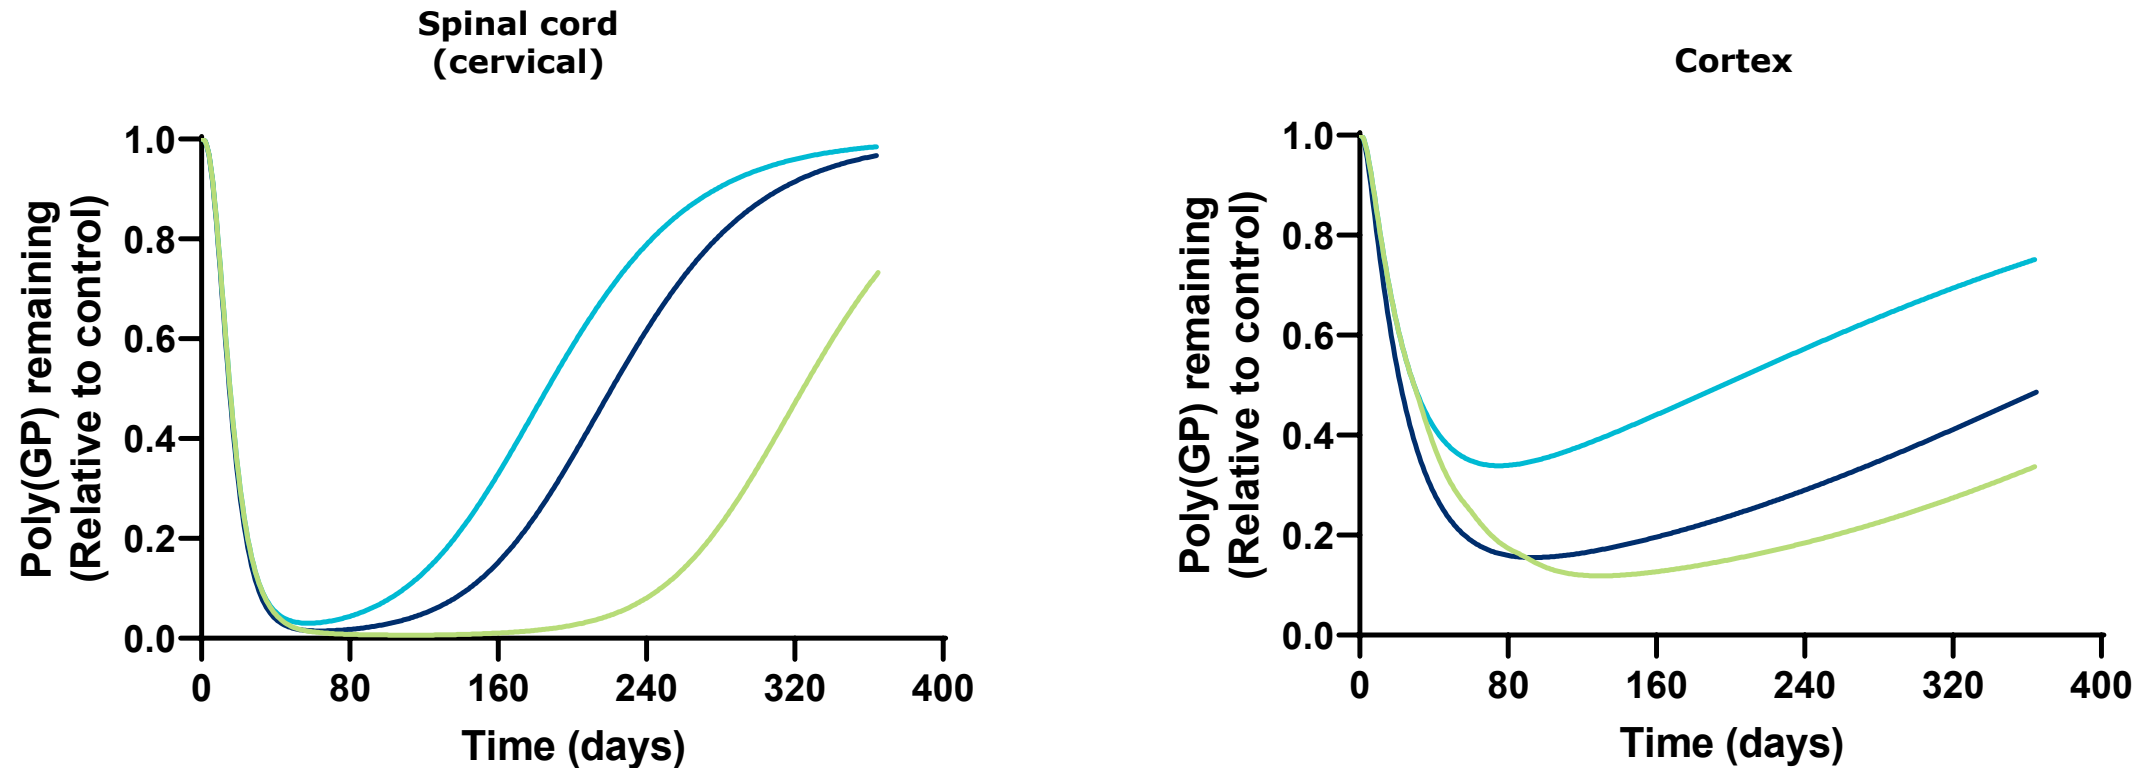 Spinal cord
(cervical)
Poly(GP) remaining
(Relative to control)
1.0
0.8
0.6
0.4
0.2
0.0
0 80 160 240 320 400
Time (days)
Cortex
Poly(GP) remaining
(Relative to control)
1.0
0.8
0.6
0.4
0.2
0.0
0 80 160 240 320 400
Time (days)